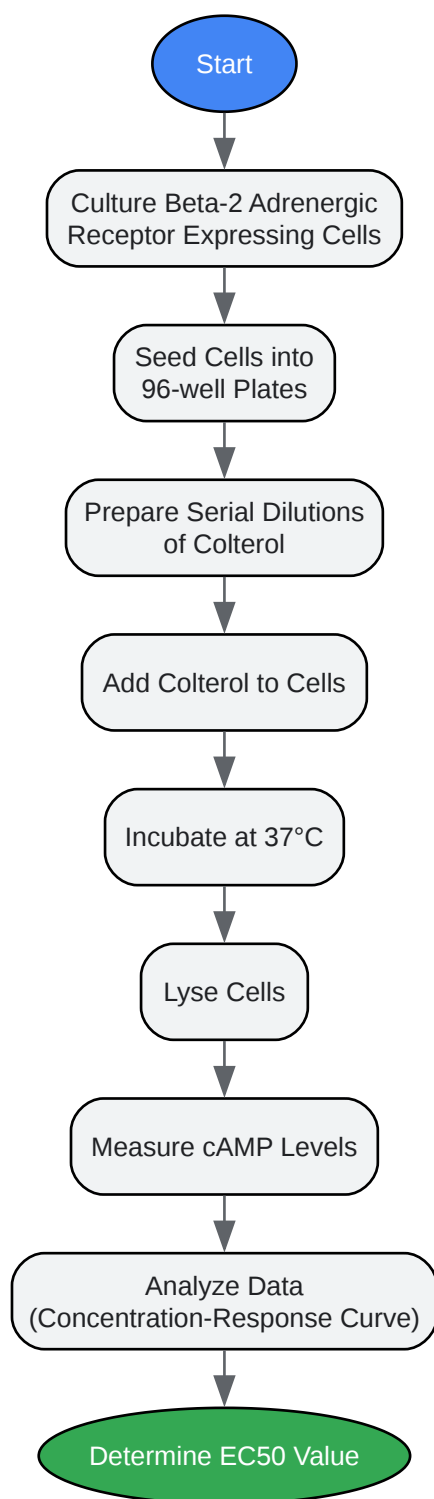 Start
Culture Beta-2 Adrenergic
Receptor Expressing Cells
Seed Cells into
96-well Plates
Prepare Serial Dilutions
of Colterol
Add Colterol to Cells
Incubate at 37°C
Lyse Cells
Measure cAMP Levels
Analyze Data
(Concentration-Response Curve)
Determine EC50 Value